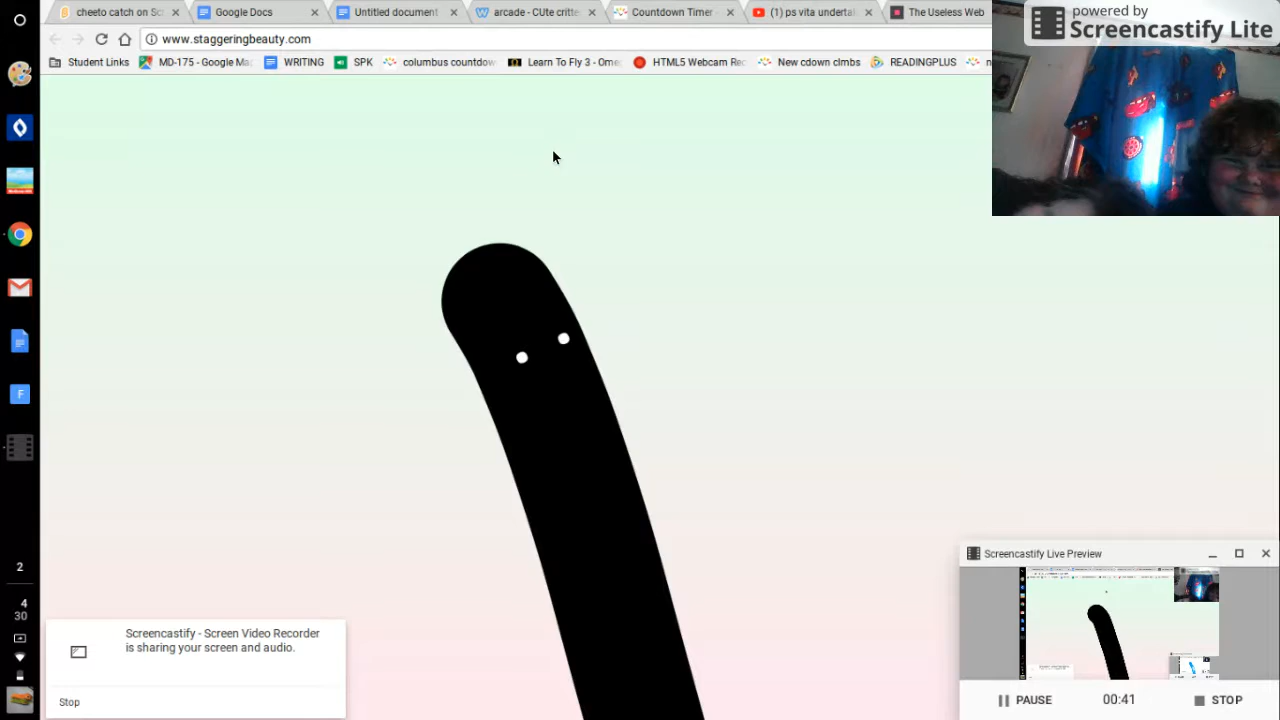 cheeto catch on Sc
Google Docs
Untitled document
arcade - CUte critte
Countdown Timer -
(1) ps vita undertal
The Useless Web
www.staggeringbeauty.com
Student Links
MD-175 - Google Ma
WRITING
SPK
columbus countdow
Learn To Fly 3 - Ome
HTML5 Webcam Rec
New cdown clmbs
READINGPLUS
powered by
Screencastify Lite
F
2
4
30
Screencastify - Screen Video Recorder
is sharing your screen and audio.
Stop
Screencastify Live Preview
PAUSE
00:41
STOP